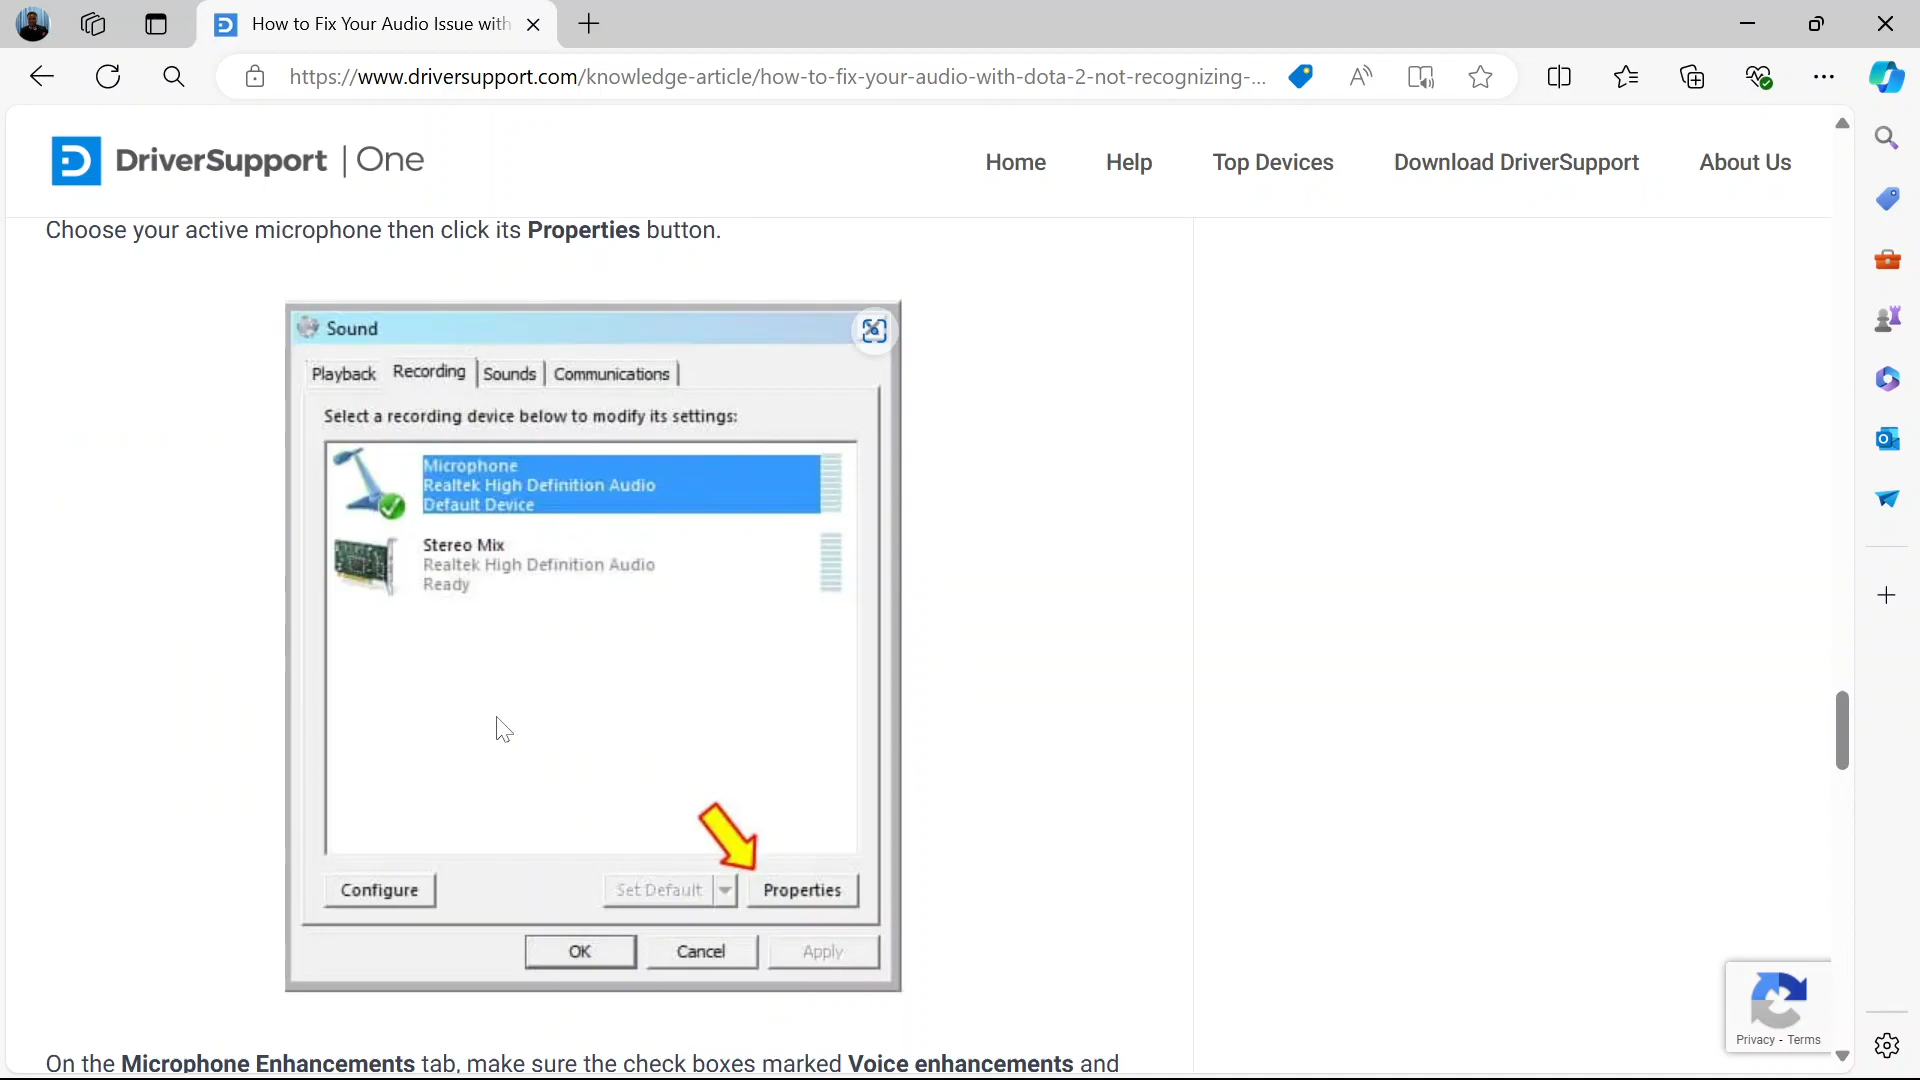 How to Fix Your Audio Issue with
https://www.driversupport.com/knowledge-article/how-to-fix-your-audio-with-dota-2-not-recognizing-...
DriverSupport | One
Home
Help
Top Devices
Download DriverSupport
About Us
Choose your active microphone then click its Properties button.
Sound
Playback
Recording
Sounds
Communications
Select a recording device below to modify its settings:
Microphone
Realtek High Definition Audio
Default Device
Stereo Mix
Realtek High Definition Audio
Ready
Configure
Set Default
Properties
OK
Cancel
Apply
Privacy - Terms
On the Microphone Enhancements tab, make sure the check boxes marked Voice enhancements and